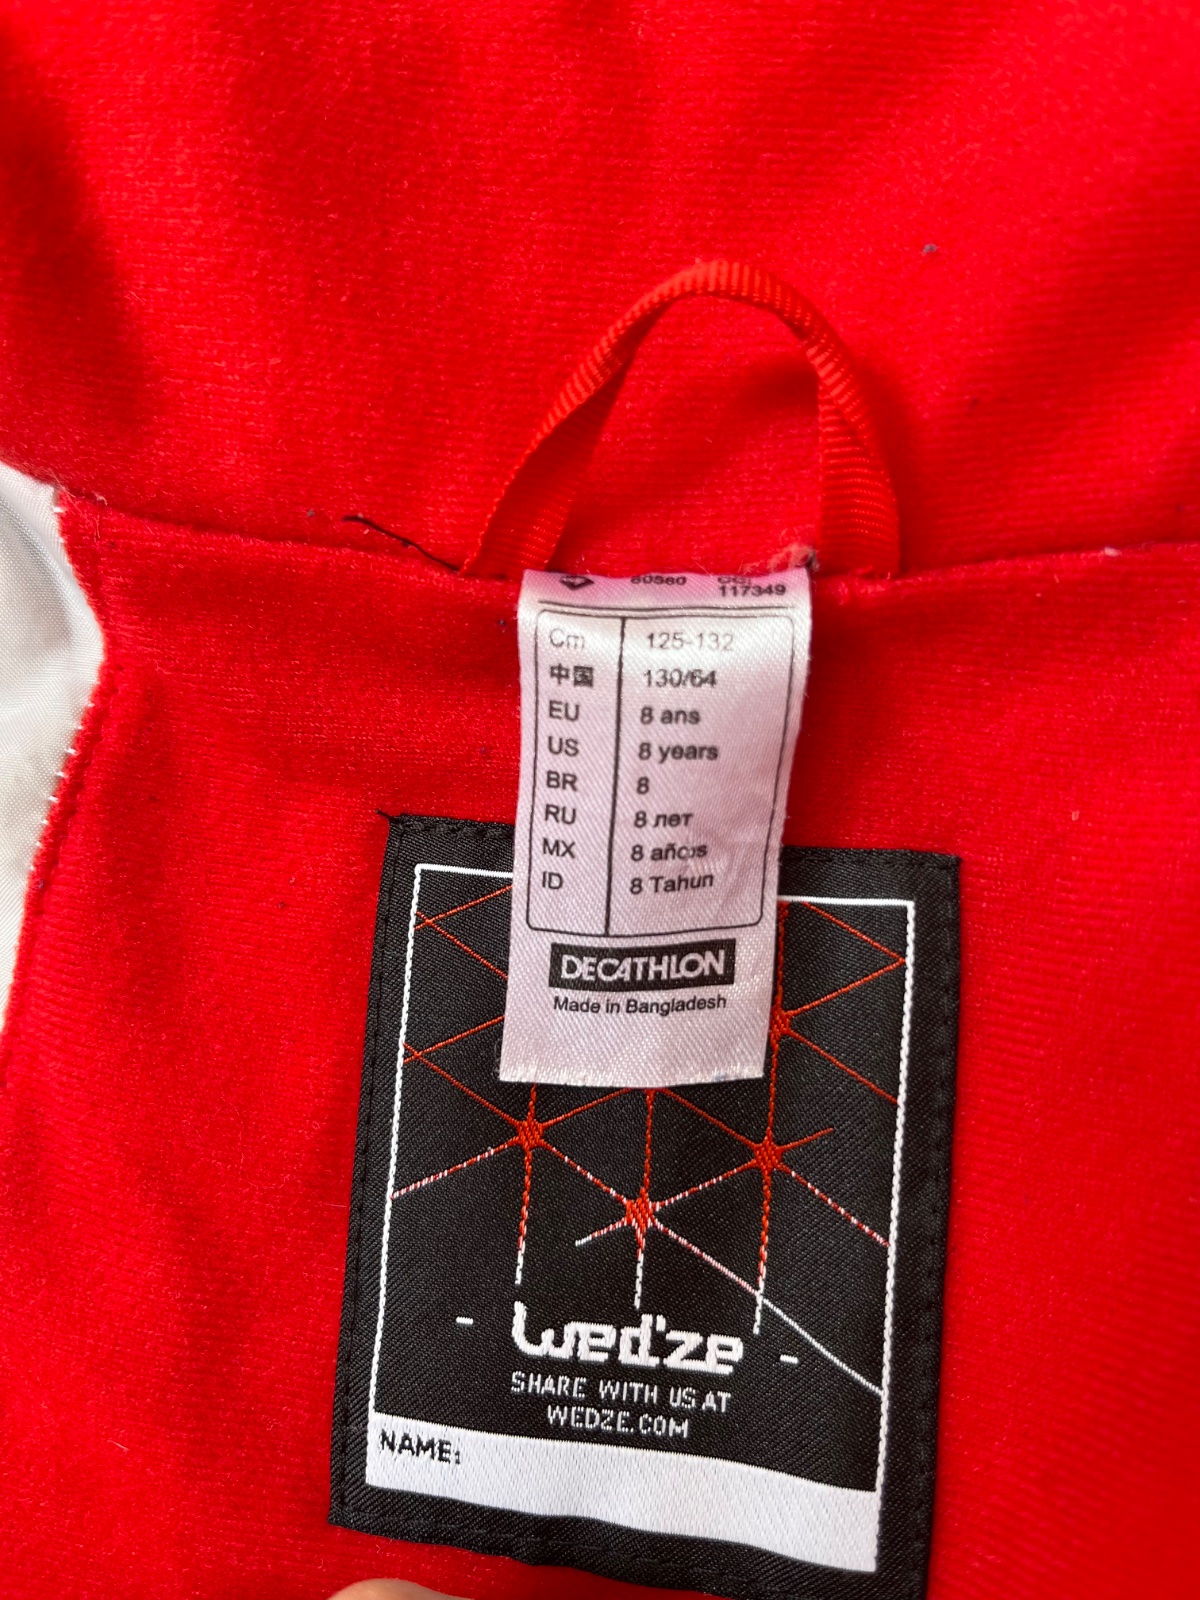 117349
Cm 125-132
中国 130/64
EU 8 ans
US 8 years
BR 8
RU 8 лет
MX 8 años
ID 8 Tahun
DECATHLON
Made in Bangladesh
- Wed'ze -
SHARE WITH US AT
WEDZE.COM
NAME: